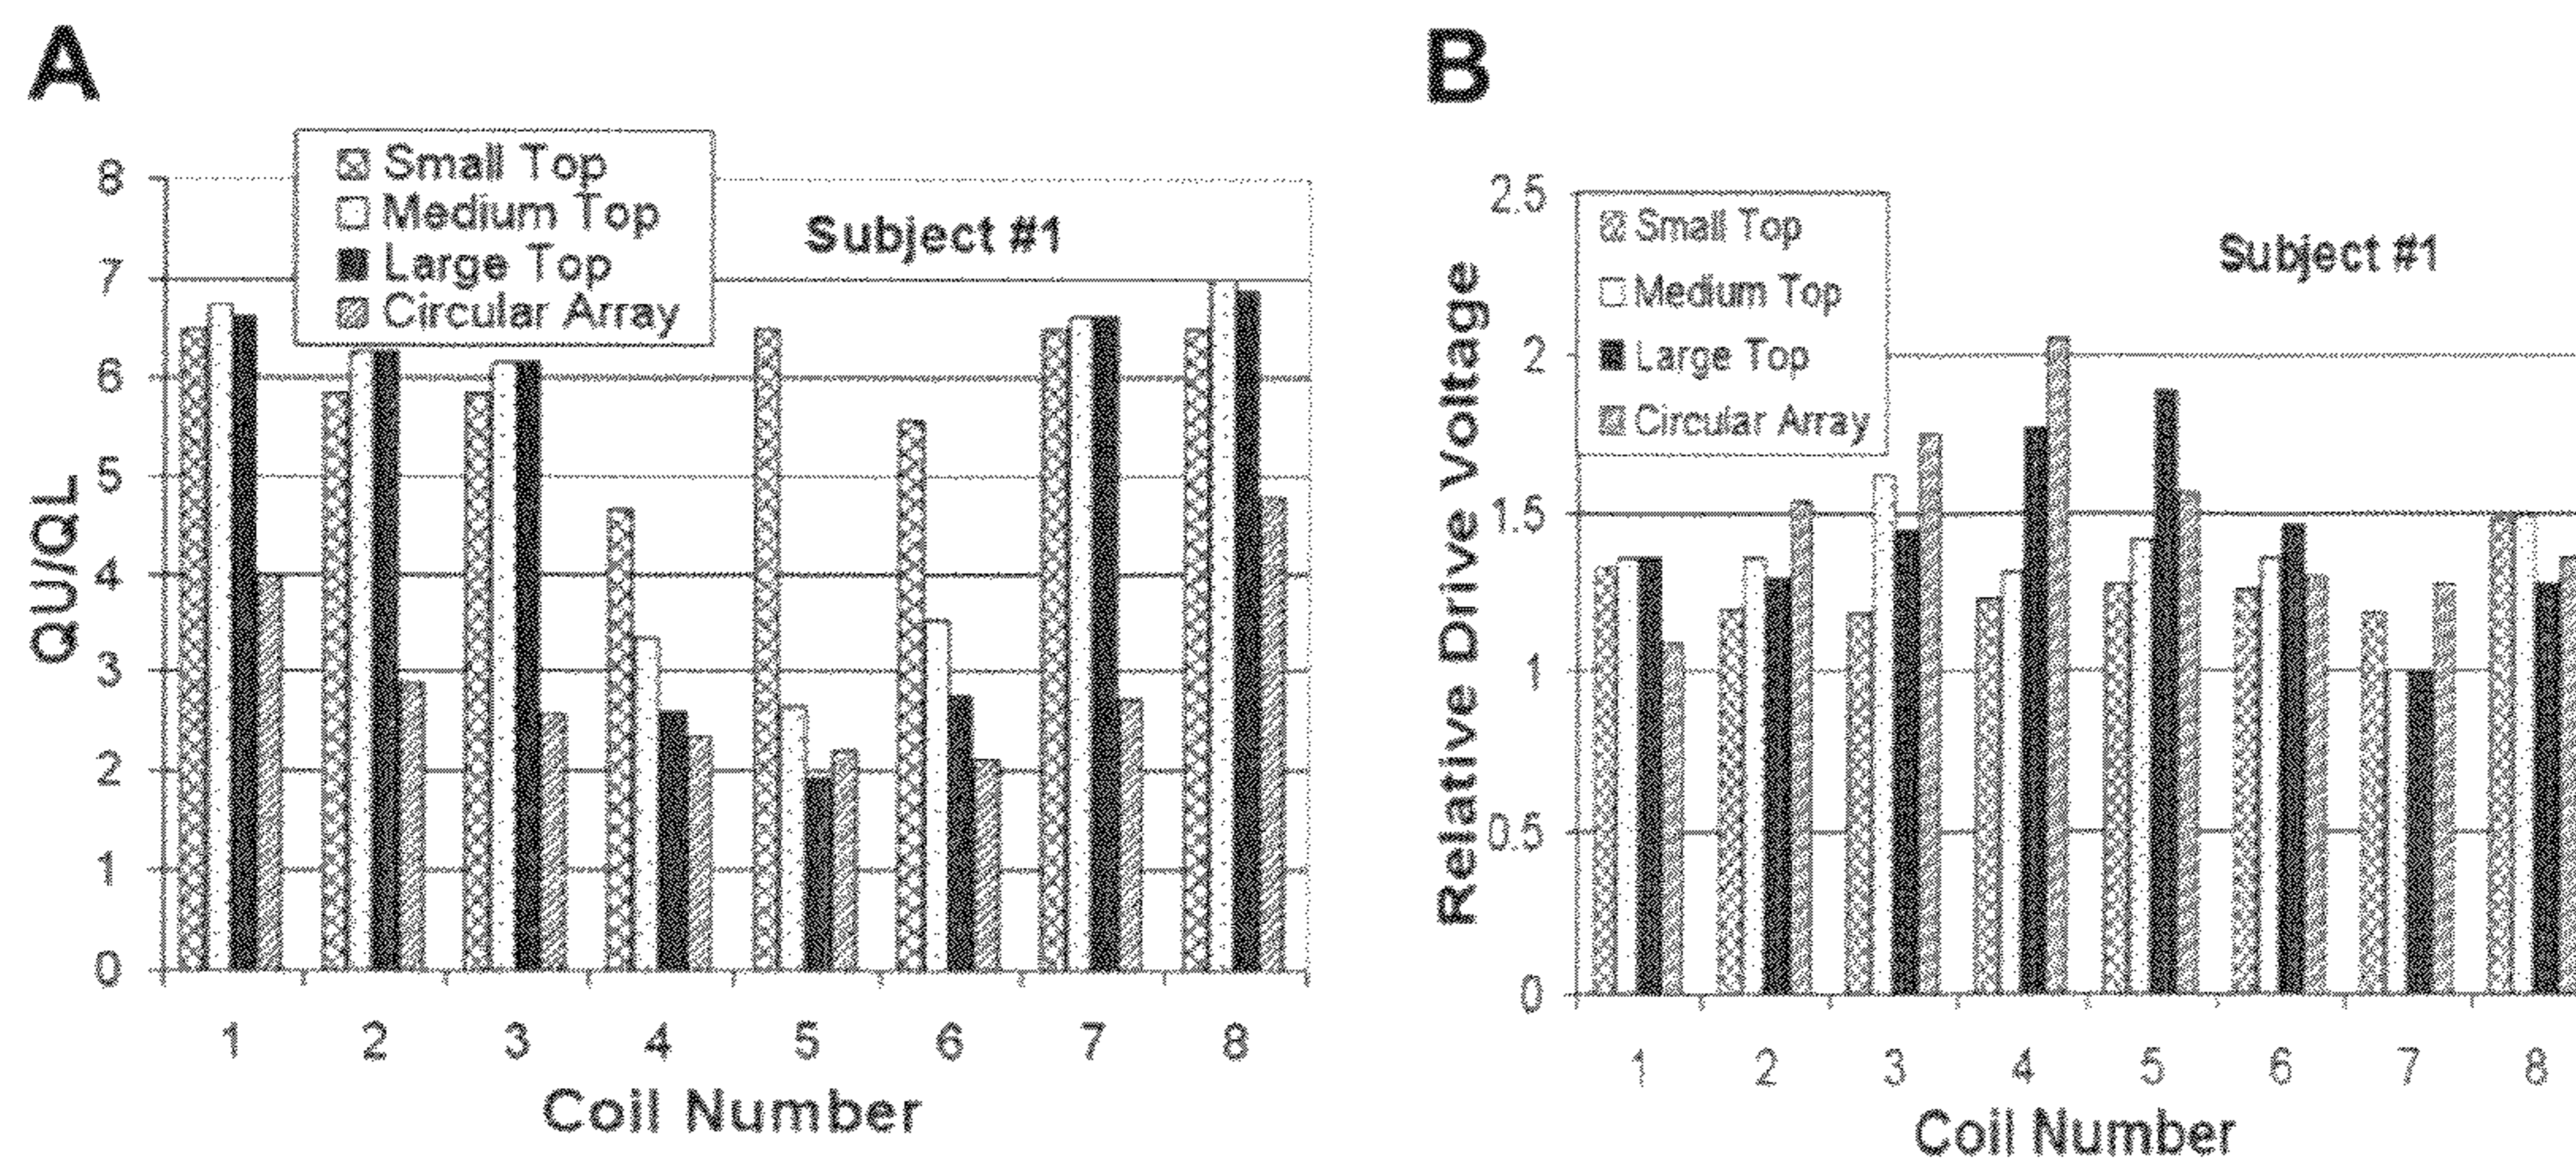 A
Small Top
Medium Top
Large Top
Circular Array
Subject #1
8
7
6
5
4
3
2
1
0
QU/QL
1 2 3 4 5 6 7 8
Coil Number
B
Small Top
Medium Top
Large Top
Circular Array
Subject #1
2.5
2
1.5
1
0.5
0
Relative Drive Voltage
1 2 3 4 5 6 7 8
Coil Number